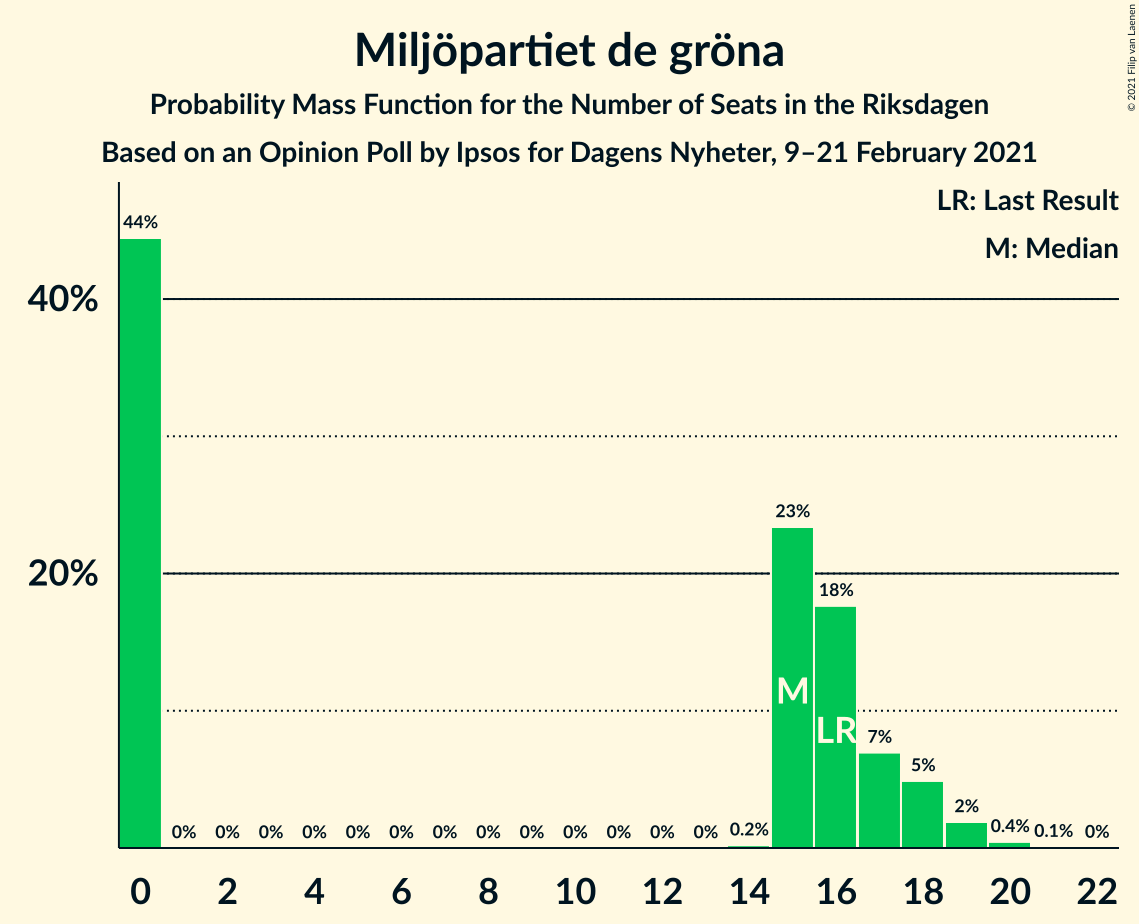 Miljöpartiet de gröna
Probability Mass Function for the Number of Seats in the Riksdagen
Based on an Opinion Poll by Ipsos for Dagens Nyheter, 9–21 February 2021
© 2021 Filip van Laenen
LR: Last Result
M: Median
40%
20%
44%
0%
0%
0%
0%
0%
0%
0%
0%
0%
0%
0%
0%
0%
0.2%
23%
18%
7%
5%
2%
0.4%
0.1%
0%
M
LR
0 2 4 6 8 10 12 14 16 18 20 22